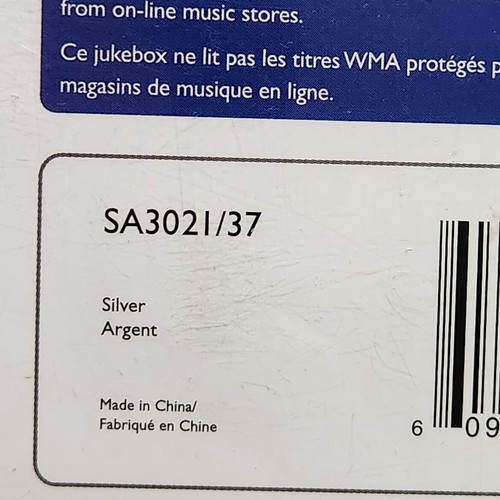 from on-line music stores.
Ce jukebox ne lit pas les titres WMA protégés
magasins de musique en ligne.
SA3021/37
Silver
Argent
Made in China/
Fabriqué en Chine
6 09